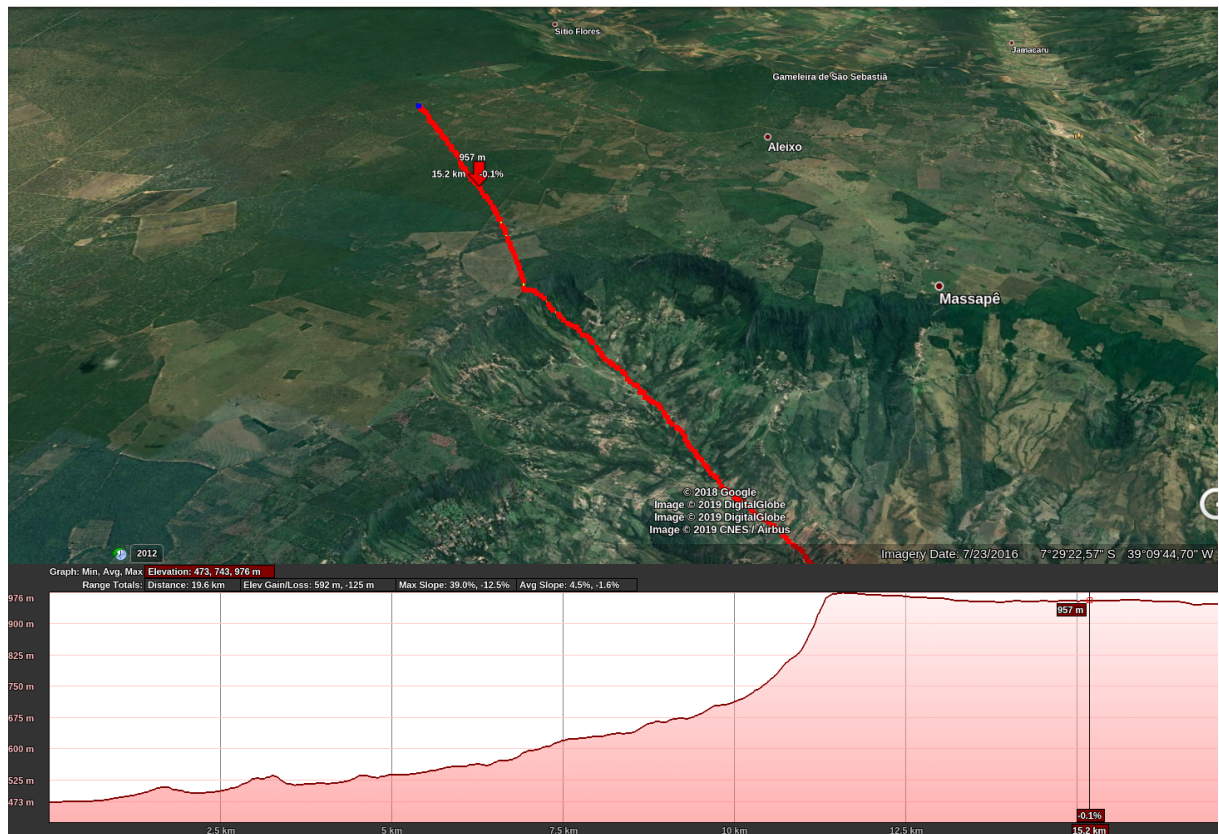 Sítio Flores
Jamacaru
Gameleira de São Sebastiã
Aleixo
957 m
15.2 km -0.1%
Massapê
© 2018 Google
Image © 2019 DigitalGlobe
Image © 2019 DigitalGlobe
Image © 2019 CNES / Airbus
2012
Imagery Date: 7/23/2016 7°29'22,57" S 39°09'44,70" W
Graph: Min, Avg, Max Elevation: 473, 743, 976 m
Range Totals: Distance: 19.6 km Elev Gain/Loss: 592 m, -125 m Max Slope: 39.0%, -12.5% Avg Slope: 4.5%, -1.6%
976 m
957 m
900 m
825 m
750 m
675 m
600 m
525 m
473 m
-0.1%
2.5 km 5 km 7.5 km 10 km 12.5 km 15.2 km